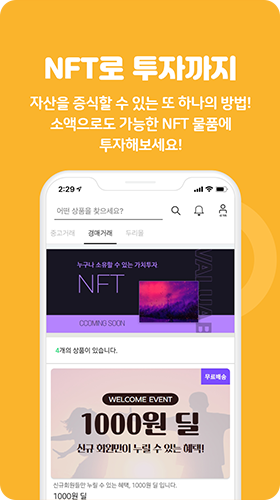 NFT로 투자까지
자산을 증식할 수 있는 또 하나의 방법!
소액으로도 가능한 NFT 물품에
투자해보세요!
2:29
어떤 상품을 찾으세요?
중고거래 경매거래 두리몰
누구나 소유할 수 있는 가치투자
NFT
COOMING SOON
4개의 상품이 있습니다.
무료배송
WELCOME EVENT
1000원 딜
신규 회원만이 누릴 수 있는 혜택!
신규회원들만 누릴 수 있는 혜택, 1000원 딜 입니다.
1000원 딜